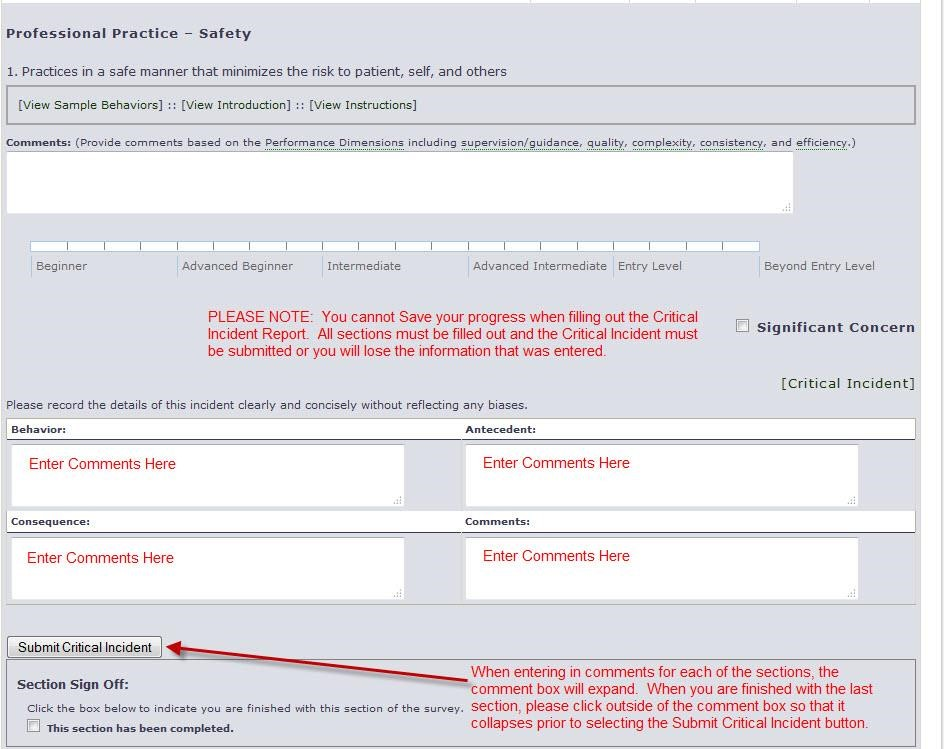 Professional Practice – Safety
1. Practices in a safe manner that minimizes the risk to patient, self, and others
[View Sample Behaviors] :: [View Introduction] :: [View Instructions]
Comments: (Provide comments based on the Performance Dimensions including supervision/guidance, quality, complexity, consistency, and efficiency.)
Beginner Advanced Beginner Intermediate Advanced Intermediate Entry Level Beyond Entry Level
PLEASE NOTE: You cannot Save your progress when filling out the Critical
Incident Report. All sections must be filled out and the Critical Incident must
be submitted or you will lose the information that was entered.
Significant Concern
[Critical Incident]
Please record the details of this incident clearly and concisely without reflecting any biases.
Behavior: Antecedent:
Enter Comments Here Enter Comments Here
Consequence: Comments:
Enter Comments Here Enter Comments Here
Submit Critical Incident
When entering in comments for each of the sections, the
comment box will expand. When you are finished with the last
section, please click outside of the comment box so that it
collapses prior to selecting the Submit Critical Incident button.
Section Sign Off:
Click the box below to indicate you are finished with this section of the survey.
This section has been completed.